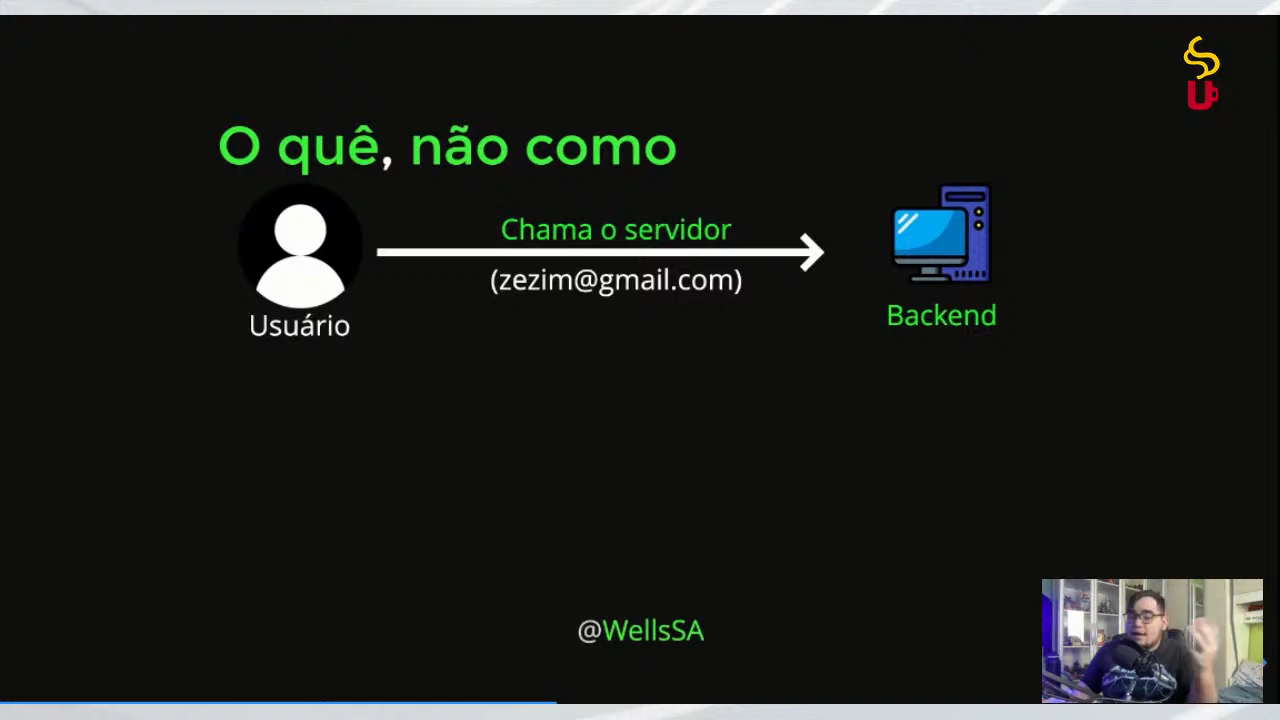 O quê, não como
Chama o servidor
(zezim@gmail.com)
Usuário
Backend
@WellsSA